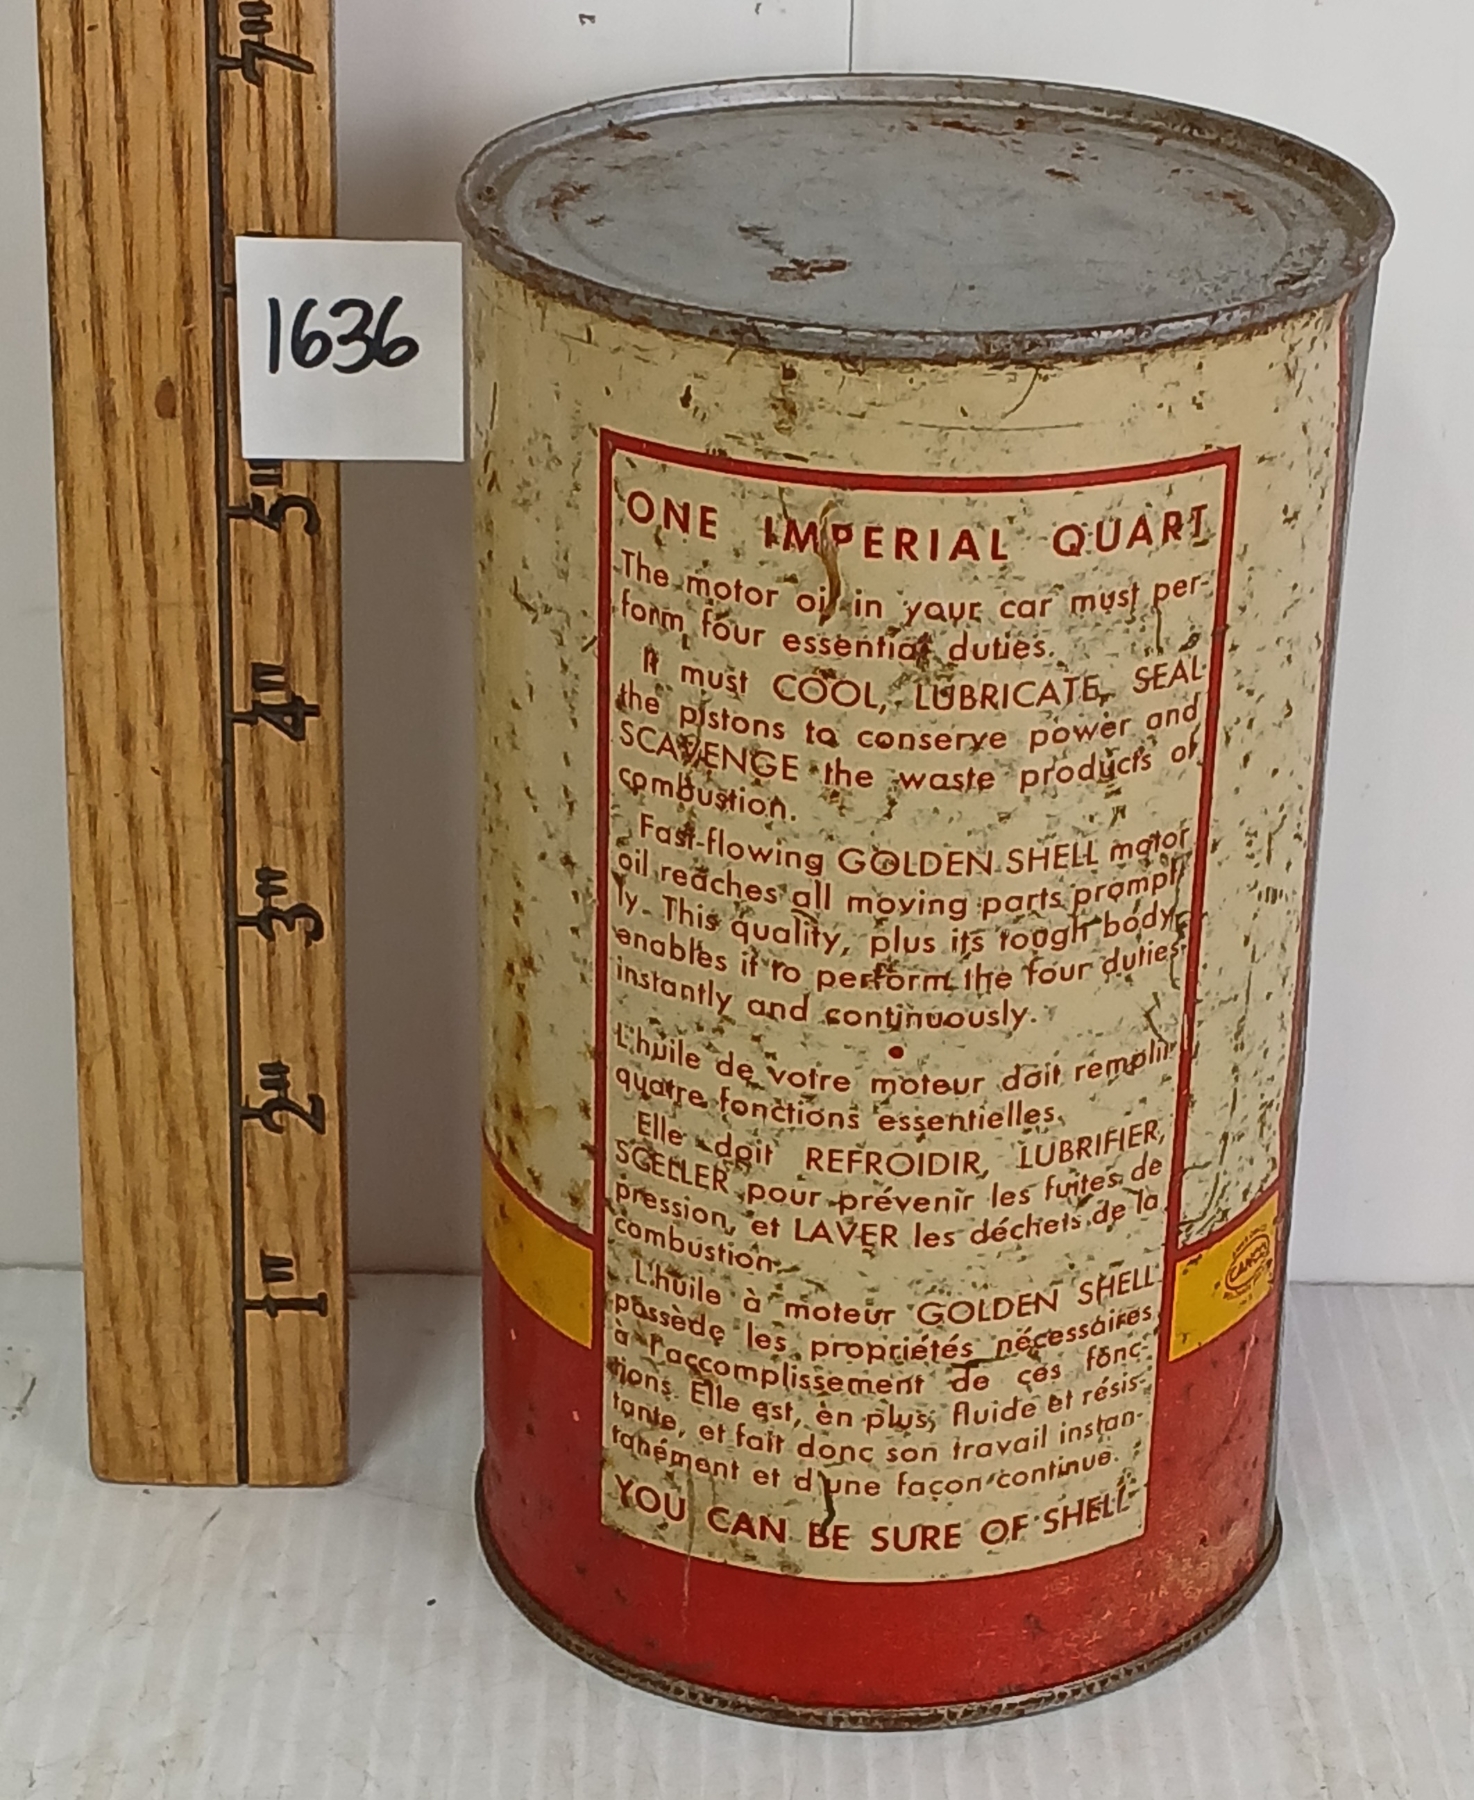 7"
1636
5"
4"
3"
2"
1"
ONE IMPERIAL QUART
The motor oil in your car must per-
form four essential duties.
It must COOL, LUBRICATE, SEAL
the pistons to conserve power and
SCAVENGE the waste products of
combustion.
Fast-flowing GOLDEN SHELL motor
oil reaches all moving parts prompt-
ly. This quality, plus its tough body,
enables it to perform the four duties
instantly and continuously.
•
L'huile de votre moteur doit remplir
quatre fonctions essentielles.
Elle doit REFROIDIR, LUBRIFIER,
SCELLER pour prévenir les fuites de
pression, et LAVER les déchets de la
combustion.
L'huile à moteur GOLDEN SHELL
possède les propriétés nécessaires
à l'accomplissement de ces fonc-
tions. Elle est, en plus, fluide et résis-
tante, et fait donc son travail instan-
tanément et d'une façon continue.
YOU CAN BE SURE OF SHELL